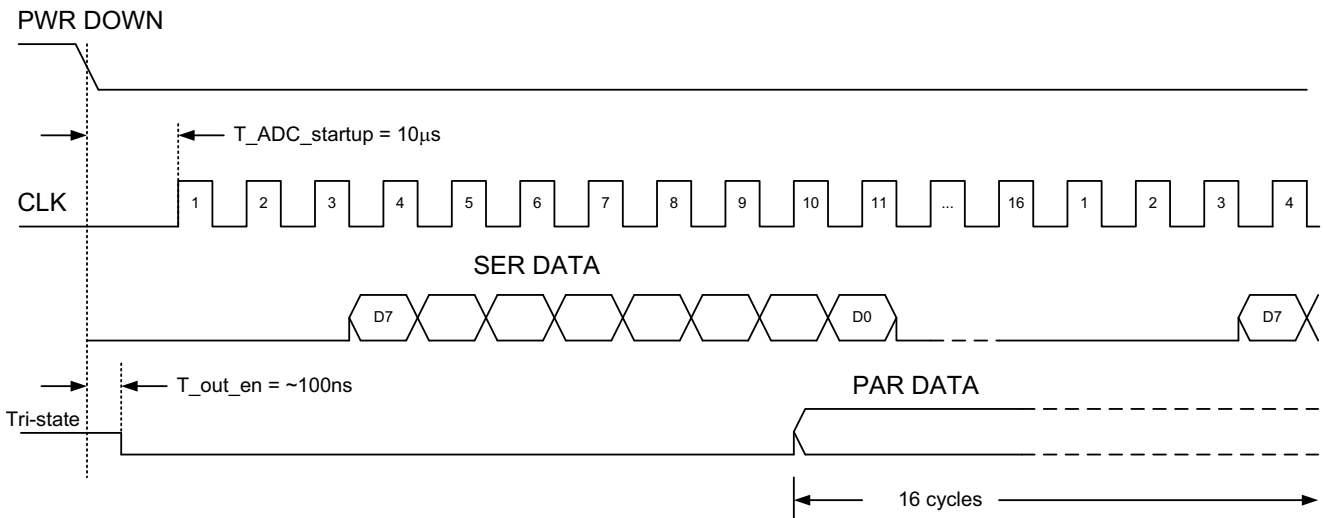 PWR DOWN
T_ADC_startup = 10μs
CLK
1 2 3 4 5 6 7 8 9 10 11 ... 16 1 2 3 4
SER DATA
D7 D0 D7
T_out_en = ~100ns
PAR DATA
Tri-state
16 cycles